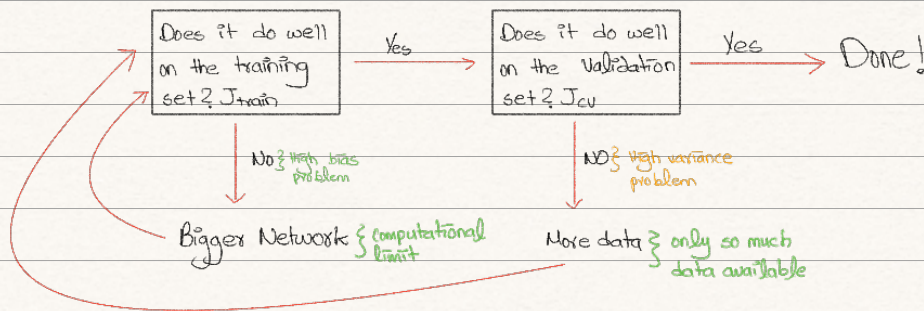 Does it do well
on the training
set? Jtrain
Yes
Does it do well
on the validation
set? Jcv
Yes
Done!
No } High bias
problem
NO } High variance
problem
Bigger Network } computational
limit
More data } only so much
data available